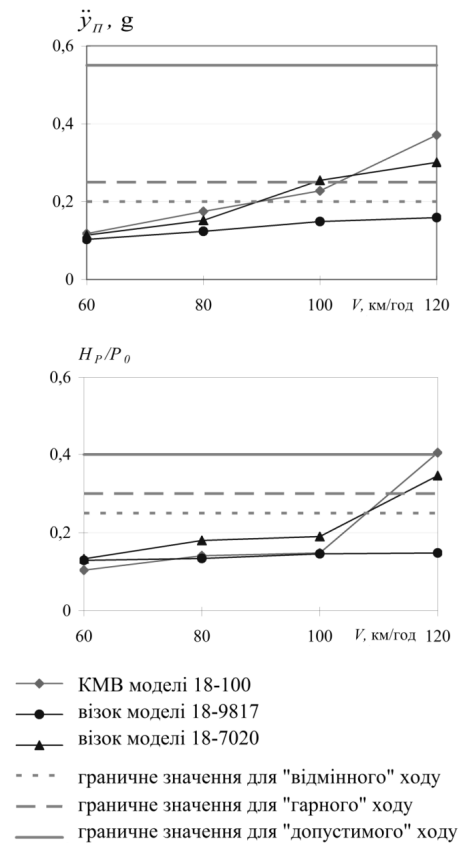 ÿП, g
0,6
0,4
0,2
0
60 80 100 V, км/год 120
HР/P0
0,6
0,4
0,2
0
60 80 100 V, км/год 120
КМВ моделі 18-100
візок моделі 18-9817
візок моделі 18-7020
граничне значення для "відмінного" ходу
граничне значення для "гарного" ходу
граничне значення для "допустимого" ходу